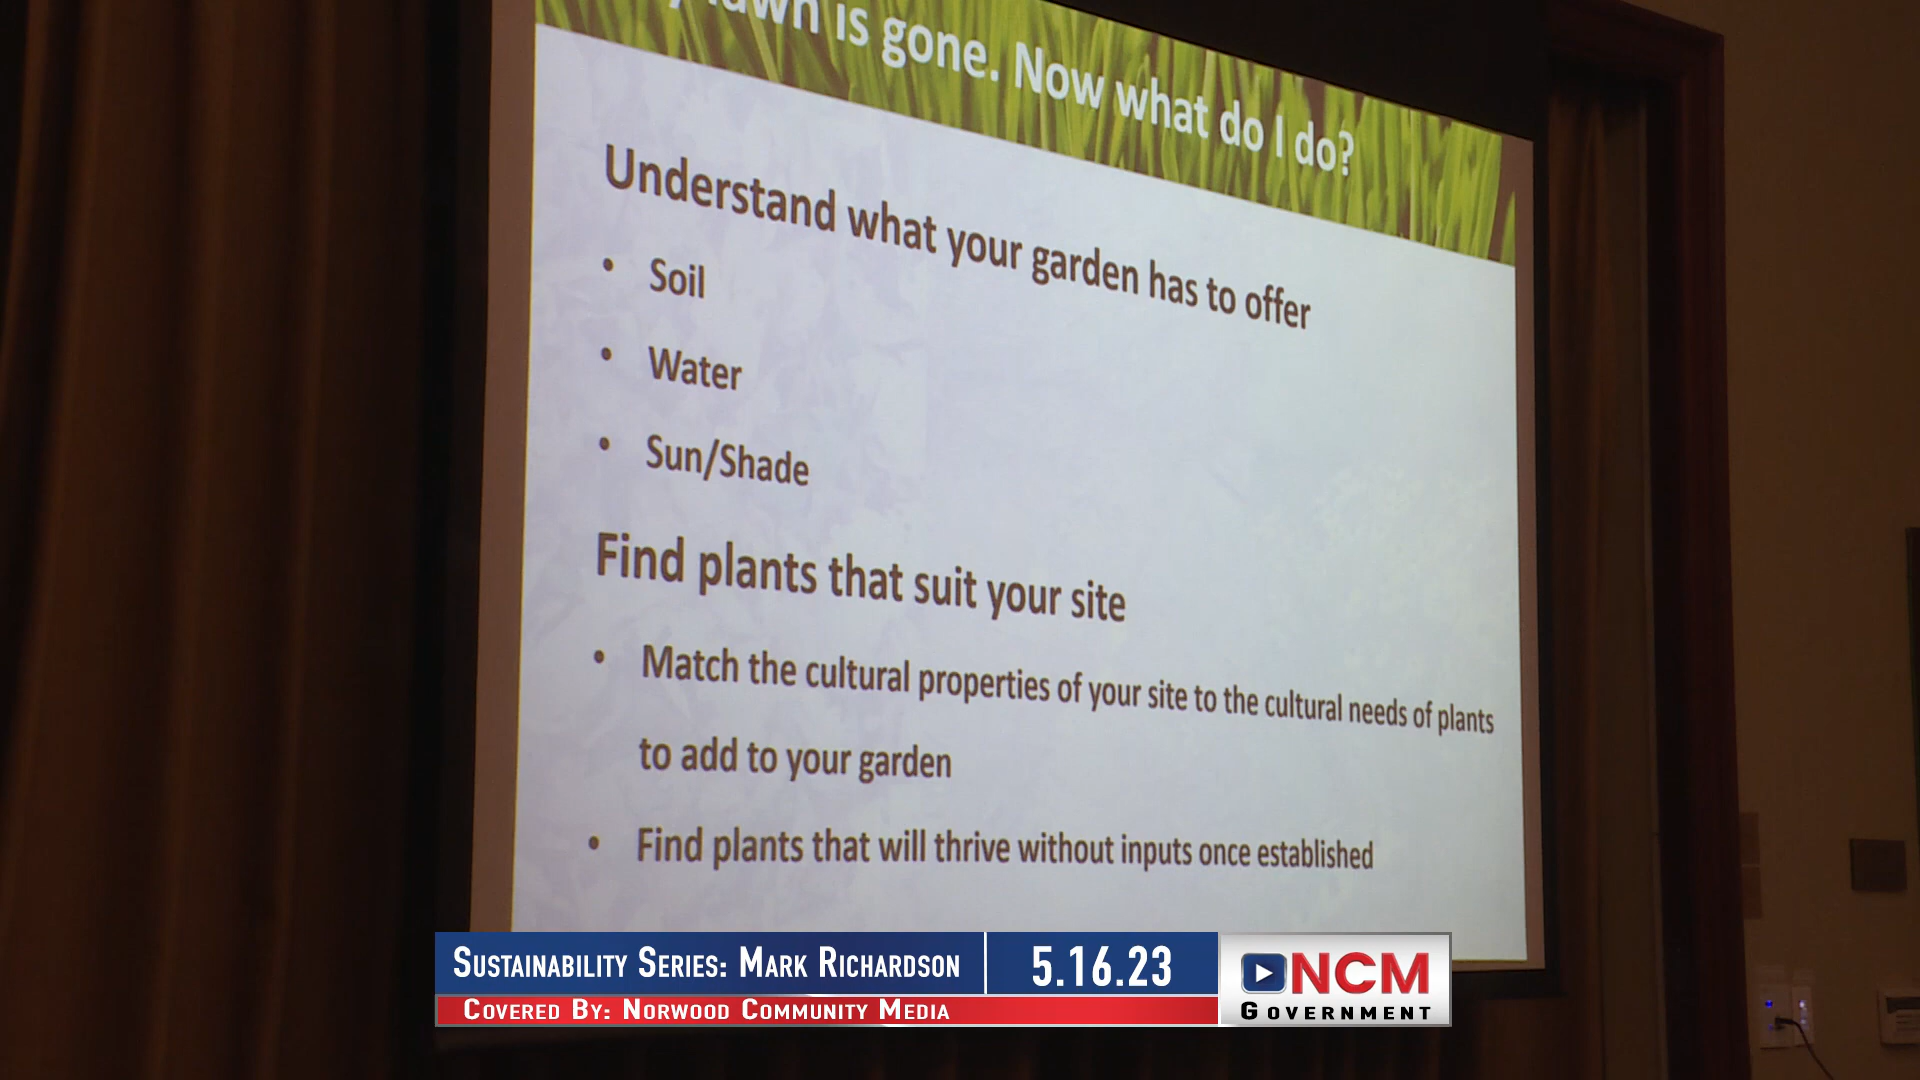 lawn is gone. Now what do I do?
Understand what your garden has to offer
• Soil
• Water
• Sun/Shade
Find plants that suit your site
• Match the cultural properties of your site to the cultural needs of plants
to add to your garden
• Find plants that will thrive without inputs once established
SUSTAINABILITY SERIES: MARK RICHARDSON
5.16.23
COVERED BY: NORWOOD COMMUNITY MEDIA
NCM
GOVERNMENT